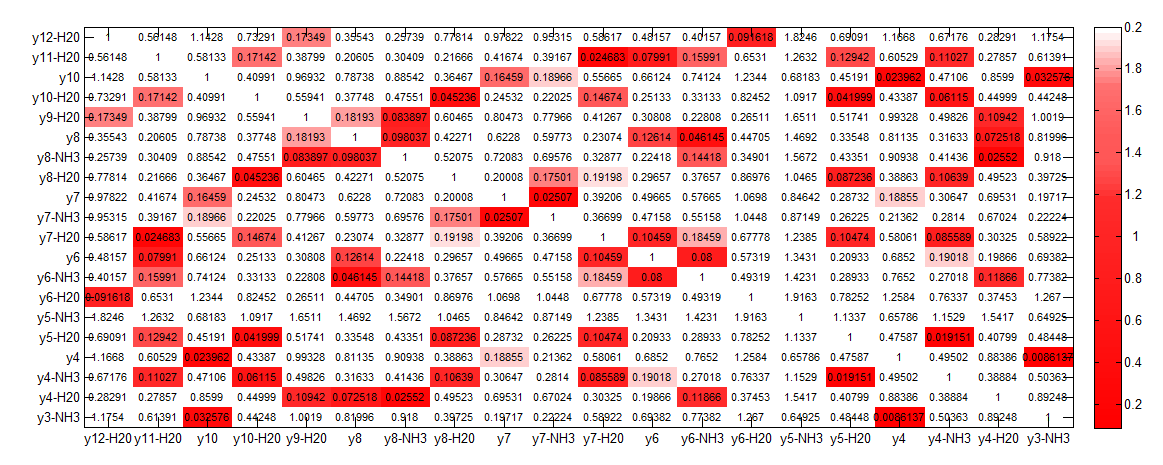 y12-H20 1 0.56148 1.1428 0.73291 0.17349 0.35543 0.25739 0.77814 0.97822 0.95315 0.58617 0.48157 0.40157 0.091618 1.8246 0.69091 1.1668 0.67176 0.28291 1.1754
y11-H20 0.56148 1 0.58133 0.17142 0.38799 0.20605 0.30409 0.21666 0.41674 0.39167 0.024683 0.07991 0.15991 0.6531 1.2632 0.12942 0.60529 0.11027 0.27857 0.61391
y10 1.1428 0.58133 1 0.40991 0.96932 0.78738 0.88542 0.36467 0.16459 0.18966 0.55665 0.66124 0.74124 1.2344 0.68183 0.45191 0.023962 0.47106 0.8599 0.032576
y10-H20 0.73291 0.17142 0.40991 1 0.55941 0.37748 0.47551 0.045236 0.24532 0.22025 0.14674 0.25133 0.33133 0.82452 1.0917 0.041999 0.43387 0.06115 0.44999 0.44248
y9-H20 0.17349 0.38799 0.96932 0.55941 1 0.18193 0.083897 0.60465 0.80473 0.77966 0.41267 0.30808 0.22808 0.26511 1.6511 0.51741 0.99328 0.49826 0.10942 1.0019
y8 0.35543 0.20605 0.78738 0.37748 0.18193 1 0.098037 0.42271 0.6228 0.59773 0.23074 0.12614 0.046145 0.44705 1.4692 0.33548 0.81135 0.31633 0.072518 0.81996
y8-NH3 0.25739 0.30409 0.88542 0.47551 0.083897 0.098037 1 0.52075 0.72083 0.69576 0.32877 0.22418 0.14418 0.34901 1.5672 0.43351 0.90938 0.41436 0.02552 0.918
y8-H20 0.77814 0.21666 0.36467 0.045236 0.60465 0.42271 0.52075 1 0.20008 0.17501 0.19198 0.29657 0.37657 0.86976 1.0465 0.087236 0.38863 0.10639 0.49523 0.39725
y7 0.97822 0.41674 0.16459 0.24532 0.80473 0.6228 0.72083 0.20008 1 0.02507 0.39206 0.49665 0.57665 1.0698 0.84642 0.28732 0.18855 0.30647 0.69531 0.19717
y7-NH3 0.95315 0.39167 0.18966 0.22025 0.77966 0.59773 0.69576 0.17501 0.02507 1 0.36699 0.47158 0.55158 1.0448 0.87149 0.26225 0.21362 0.2814 0.67024 0.22224
y7-H20 0.58617 0.024683 0.55665 0.14674 0.41267 0.23074 0.32877 0.19198 0.39206 0.36699 1 0.10459 0.18459 0.67778 1.2385 0.10474 0.58061 0.085589 0.30325 0.58922
y6 0.48157 0.07991 0.66124 0.25133 0.30808 0.12614 0.22418 0.29657 0.49665 0.47158 0.10459 1 0.08 0.57319 1.3431 0.20933 0.6852 0.19018 0.19866 0.69382
y6-NH3 0.40157 0.15991 0.74124 0.33133 0.22808 0.046145 0.14418 0.37657 0.57665 0.55158 0.18459 0.08 1 0.49319 1.4231 0.28933 0.7652 0.27018 0.11866 0.77382
y6-H20 0.091618 0.6531 1.2344 0.82452 0.26511 0.44705 0.34901 0.86976 1.0698 1.0448 0.67778 0.57319 0.49319 1 1.9163 0.78252 1.2584 0.76337 0.37453 1.267
y5-NH3 1.8246 1.2632 0.68183 1.0917 1.6511 1.4692 1.5672 1.0465 0.84642 0.87149 1.2385 1.3431 1.4231 1.9163 1 1.1337 0.65786 1.1529 1.5417 0.64925
y5-H20 0.69091 0.12942 0.45191 0.041999 0.51741 0.33548 0.43351 0.087236 0.28732 0.26225 0.10474 0.20933 0.28933 0.78252 1.1337 1 0.47587 0.019151 0.40799 0.48448
y4 1.1668 0.60529 0.023962 0.43387 0.99328 0.81135 0.90938 0.38863 0.18855 0.21362 0.58061 0.6852 0.7652 1.2584 0.65786 0.47587 1 0.49502 0.88386 0.0086137
y4-NH3 0.67176 0.11027 0.47106 0.06115 0.49826 0.31633 0.41436 0.10639 0.30647 0.2814 0.085589 0.19018 0.27018 0.76337 1.1529 0.019151 0.49502 1 0.38884 0.50363
y4-H20 0.28291 0.27857 0.8599 0.44999 0.10942 0.072518 0.02552 0.49523 0.69531 0.67024 0.30325 0.19866 0.11866 0.37453 1.5417 0.40799 0.88386 0.38884 1 0.89248
y3-NH3 1.1754 0.61391 0.032576 0.44248 1.0019 0.81996 0.918 0.39725 0.19717 0.22224 0.58922 0.69382 0.77382 1.267 0.64925 0.48448 0.0086137 0.50363 0.89248 1
y12-H20 y11-H20 y10 y10-H20 y9-H20 y8 y8-NH3 y8-H20 y7 y7-NH3 y7-H20 y6 y6-NH3 y6-H20 y5-NH3 y5-H20 y4 y4-NH3 y4-H20 y3-NH3
0.2
1.8
1.6
1.4
1.2
1
0.8
0.6
0.4
0.2